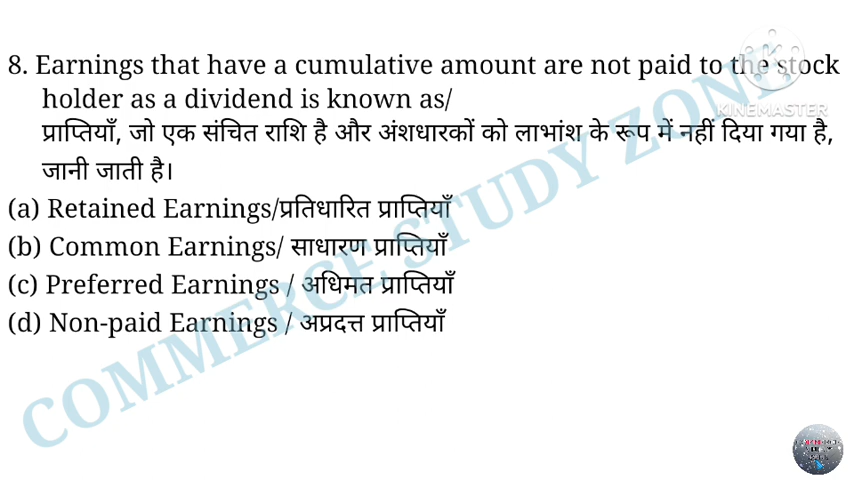 8. Earnings that have a cumulative amount are not paid to the stock
holder as a dividend is known as/
प्राप्तियाँ, जो एक संचित राशि है और अंशधारकों को लाभांश के रूप में नहीं दिया गया है,
जानी जाती है।
(a) Retained Earnings/प्रतिधारित प्राप्तियाँ
(b) Common Earnings/ साधारण प्राप्तियाँ
(c) Preferred Earnings / अधिमत प्राप्तियाँ
(d) Non-paid Earnings / अप्रदत्त प्राप्तियाँ
COMMERCE STUDY ZONE
KINEMASTER